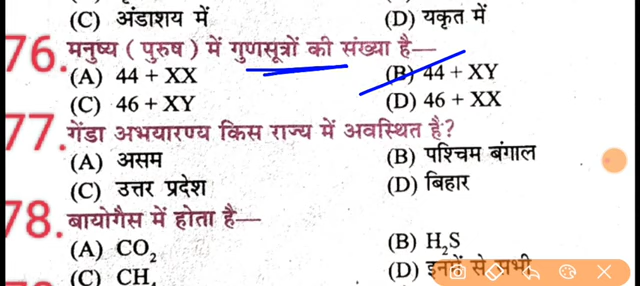 (C) अंडाशय में (D) यकृत में
76. मनुष्य ( पुरुष ) में गुणसूत्रों की संख्या है—
(A) 44 + XX (B) 44 + XY
(C) 46 + XY (D) 46 + XX
77. गेंडा अभयारण्य किस राज्य में अवस्थित है?
(A) असम (B) पश्चिम बंगाल
(C) उत्तर प्रदेश (D) बिहार
78. बायोगैस में होता है—
(A) CO₂ (B) H₂S
(C) CH₄ (D) इनमें से सभी